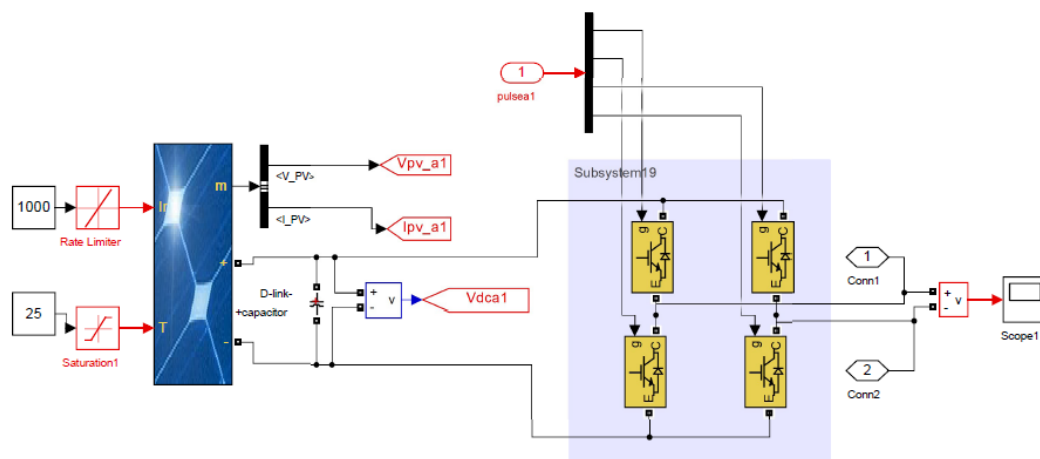 1
pulsea1
Subsystem19
1000
Rate Limiter
Ir
m
<V_PV>
<I_PV>
Vpv_a1
Ipv_a1
+
D-link-
+capacitor
+
-
v
Vdca1
25
Saturation1
T
-
g
C
E
g
C
E
g
C
E
g
C
E
1
Conn1
2
Conn2
+
-
v
Scope1